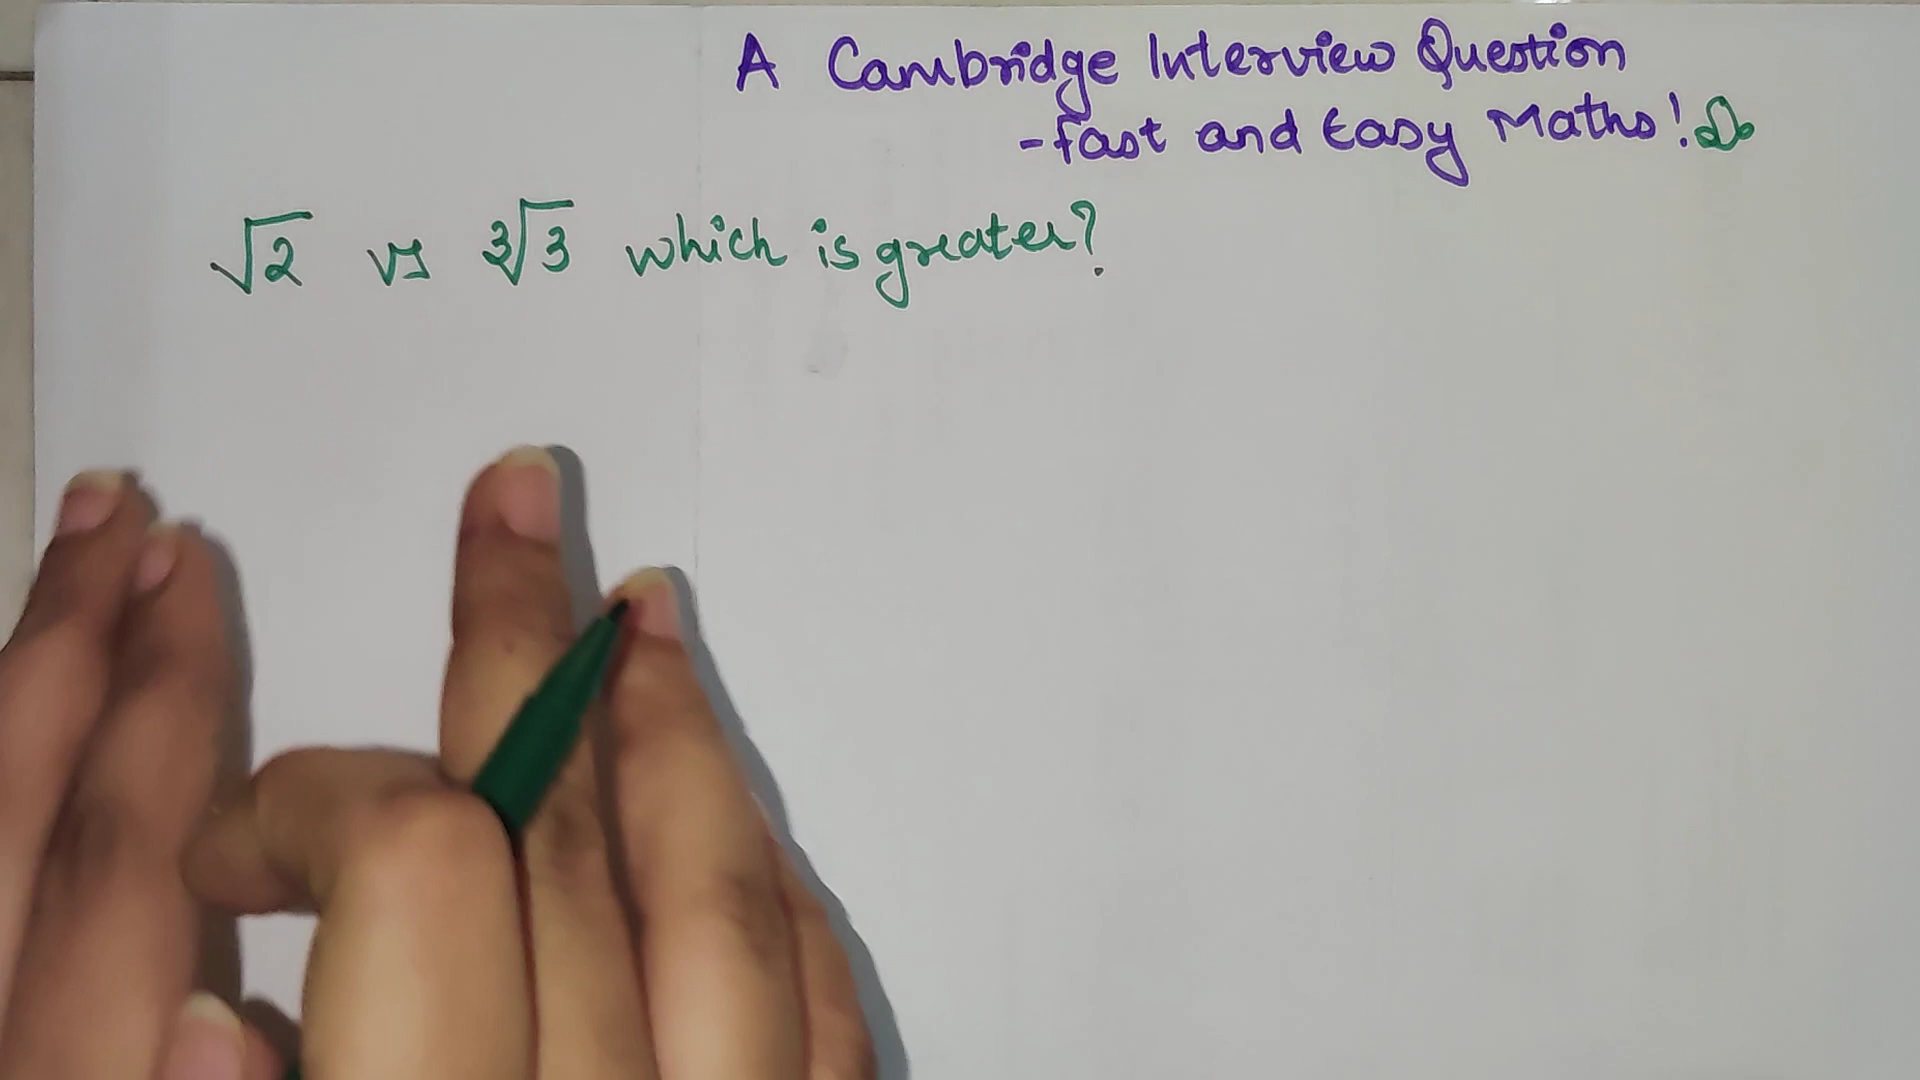 A Cambridge Interview Question
-fast and Easy Maths!
√2 vs ∛3 which is greater?